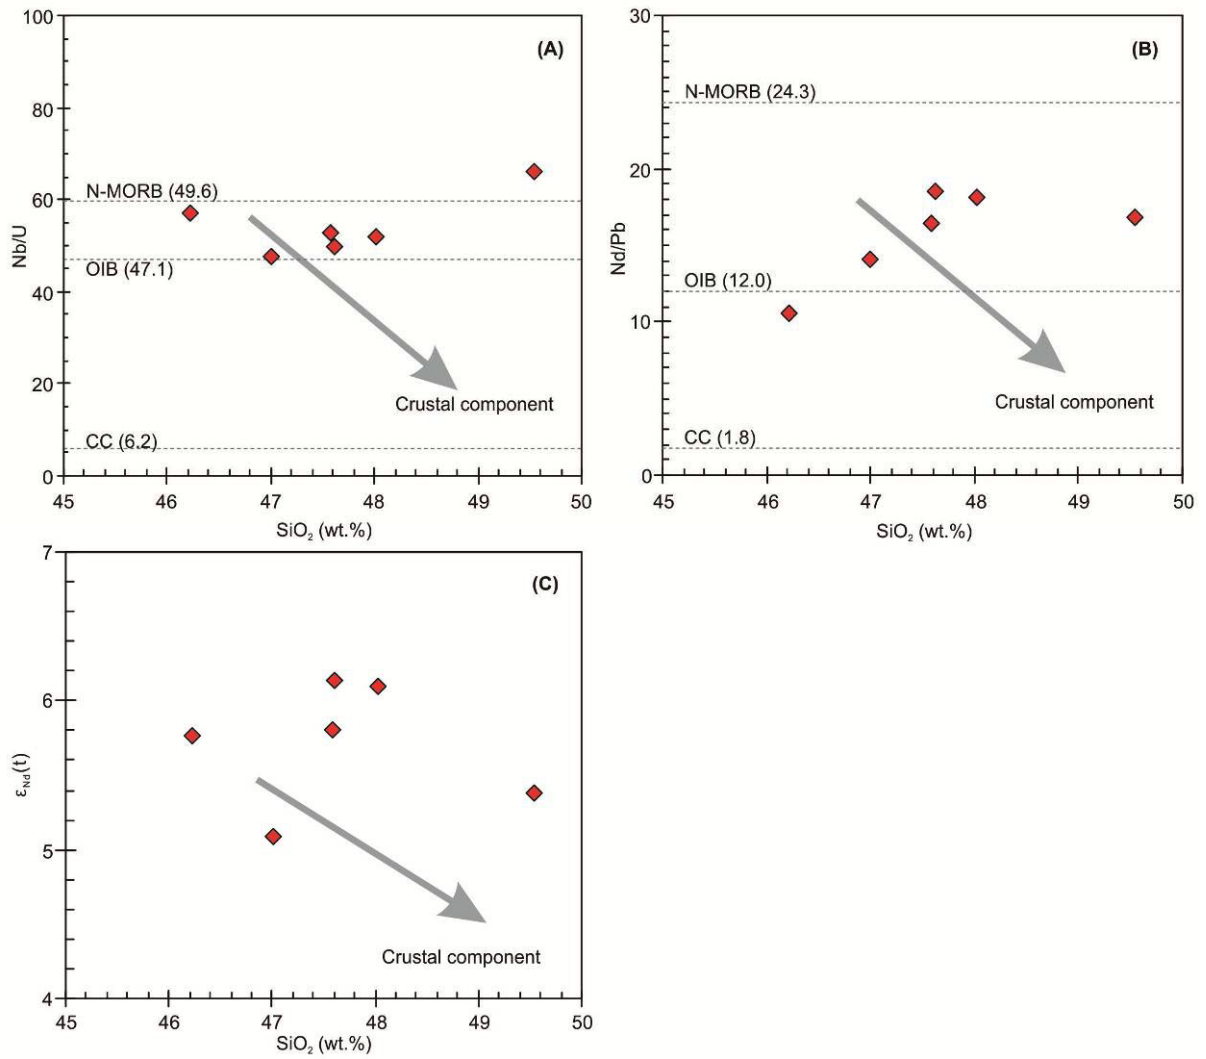 (A)
100
80
60
40
20
0
Nb/U
N-MORB (49.6)
OIB (47.1)
CC (6.2)
Crustal component
45 46 47 48 49 50
SiO₂ (wt.%)
(B)
30
20
10
0
Nd/Pb
N-MORB (24.3)
OIB (12.0)
CC (1.8)
Crustal component
45 46 47 48 49 50
SiO₂ (wt.%)
(C)
7
6
5
4
εNd(t)
Crustal component
45 46 47 48 49 50
SiO₂ (wt.%)